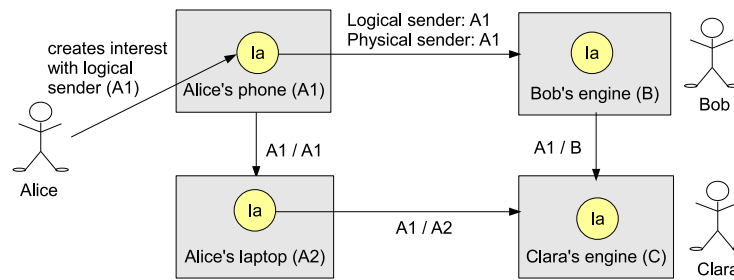 creates interest
with logical
sender (A1)
Alice
Ia
Alice's phone (A1)
Logical sender: A1
Physical sender: A1
Ia
Bob's engine (B)
Bob
A1 / A1
A1 / B
Ia
Alice's laptop (A2)
A1 / A2
Ia
Clara's engine (C)
Clara